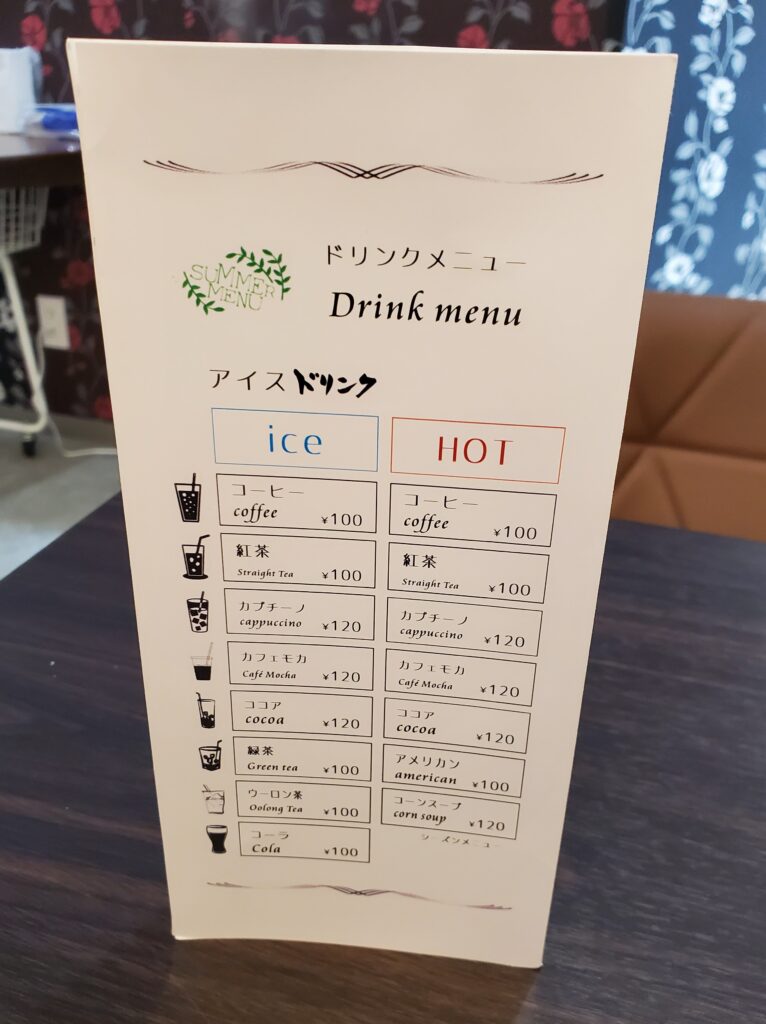 SUMMER
MENU
ドリンクメニュー
Drink menu
アイスドリンク
ice
コーヒー
coffee ¥100
紅茶
Straight Tea ¥100
カプチーノ
cappuccino ¥120
カフェモカ
Café Mocha ¥120
ココア
cocoa ¥120
緑茶
Green tea ¥100
ウーロン茶
Oolong Tea ¥100
コーラ
Cola ¥100
HOT
コーヒー
coffee ¥100
紅茶
Straight Tea ¥100
カプチーノ
cappuccino ¥120
カフェモカ
Café Mocha ¥120
ココア
cocoa ¥120
アメリカン
american ¥100
コーンスープ
corn soup ¥120
シーズンメニュー